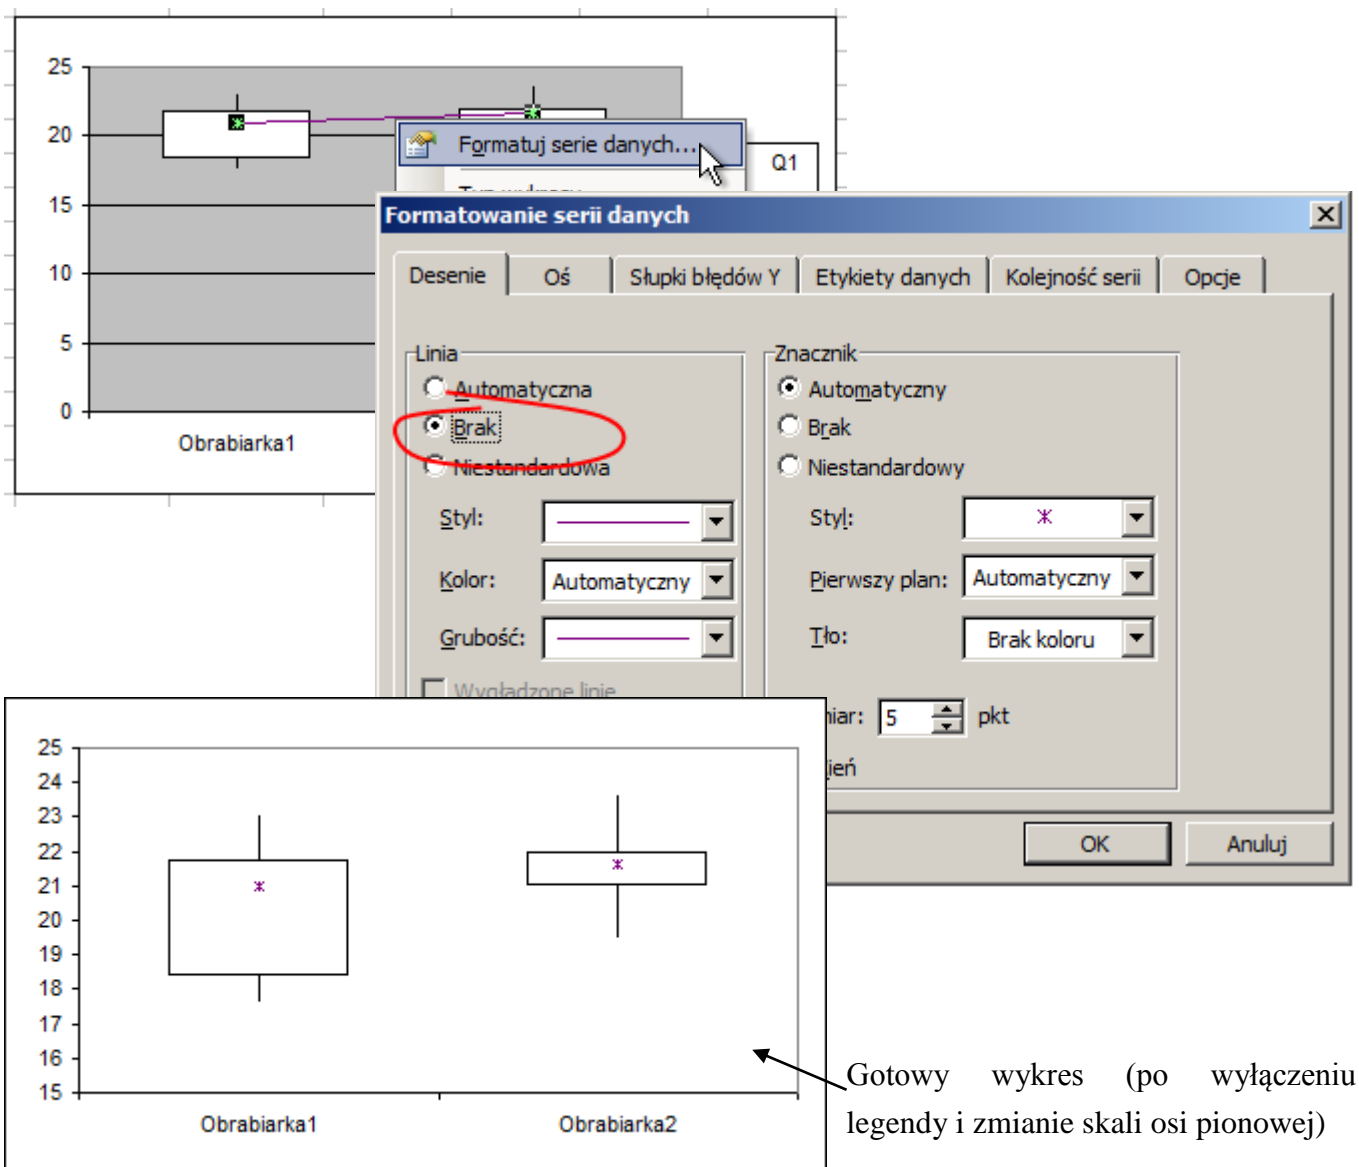 25
20
15
10
5
0
Obrabiarka1
Formatuj serie danych...
Q1
Formatowanie serii danych
Desenie
Oś
Słupki błędów Y
Etykiety danych
Kolejność serii
Opcje
Linia
Automatyczna
Brak
Niestandardowa
Styl:
Kolor:
Automatyczny
Grubość:
Wygładzone linie
Znacznik
Automatyczny
Brak
Niestandardowy
Styl:
Pierwszy plan:
Automatyczny
Tło:
Brak koloru
5
pkt
OK
Anuluj
25
24
23
22
21
20
19
18
17
16
15
Obrabiarka1
Obrabiarka2
Gotowy wykres (po wyłączeniu
legendy i zmianie skali osi pionowej)